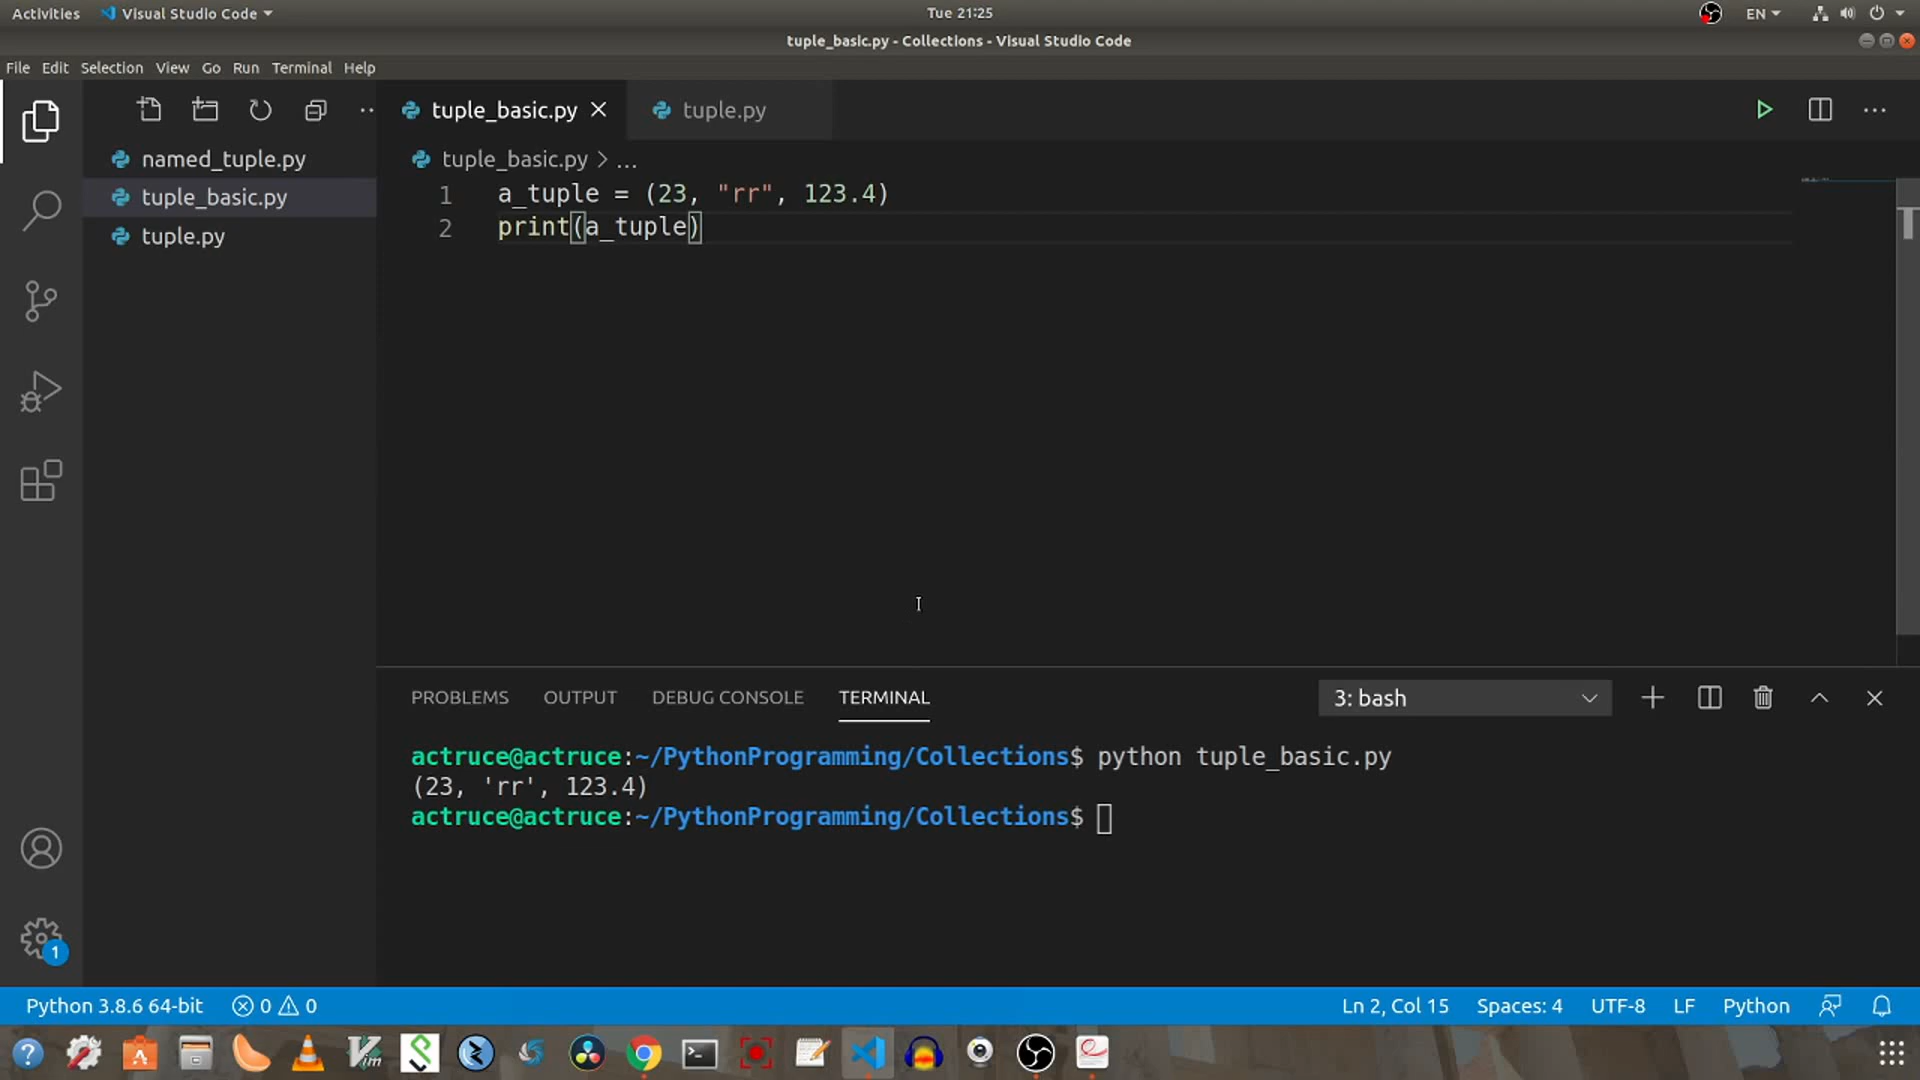 Activities Visual Studio Code Tue 21:25 EN
tuple_basic.py - Collections - Visual Studio Code
File Edit Selection View Go Run Terminal Help
tuple_basic.py tuple.py
named_tuple.py
tuple_basic.py
tuple.py
tuple_basic.py > ...
1 a_tuple = (23, "rr", 123.4)
2 print(a_tuple)
PROBLEMS OUTPUT DEBUG CONSOLE TERMINAL 3: bash
actruce@actruce:~/PythonProgramming/Collections$ python tuple_basic.py
(23, 'rr', 123.4)
actruce@actruce:~/PythonProgramming/Collections$
1
Python 3.8.6 64-bit 0 0 Ln 2, Col 15 Spaces: 4 UTF-8 LF Python